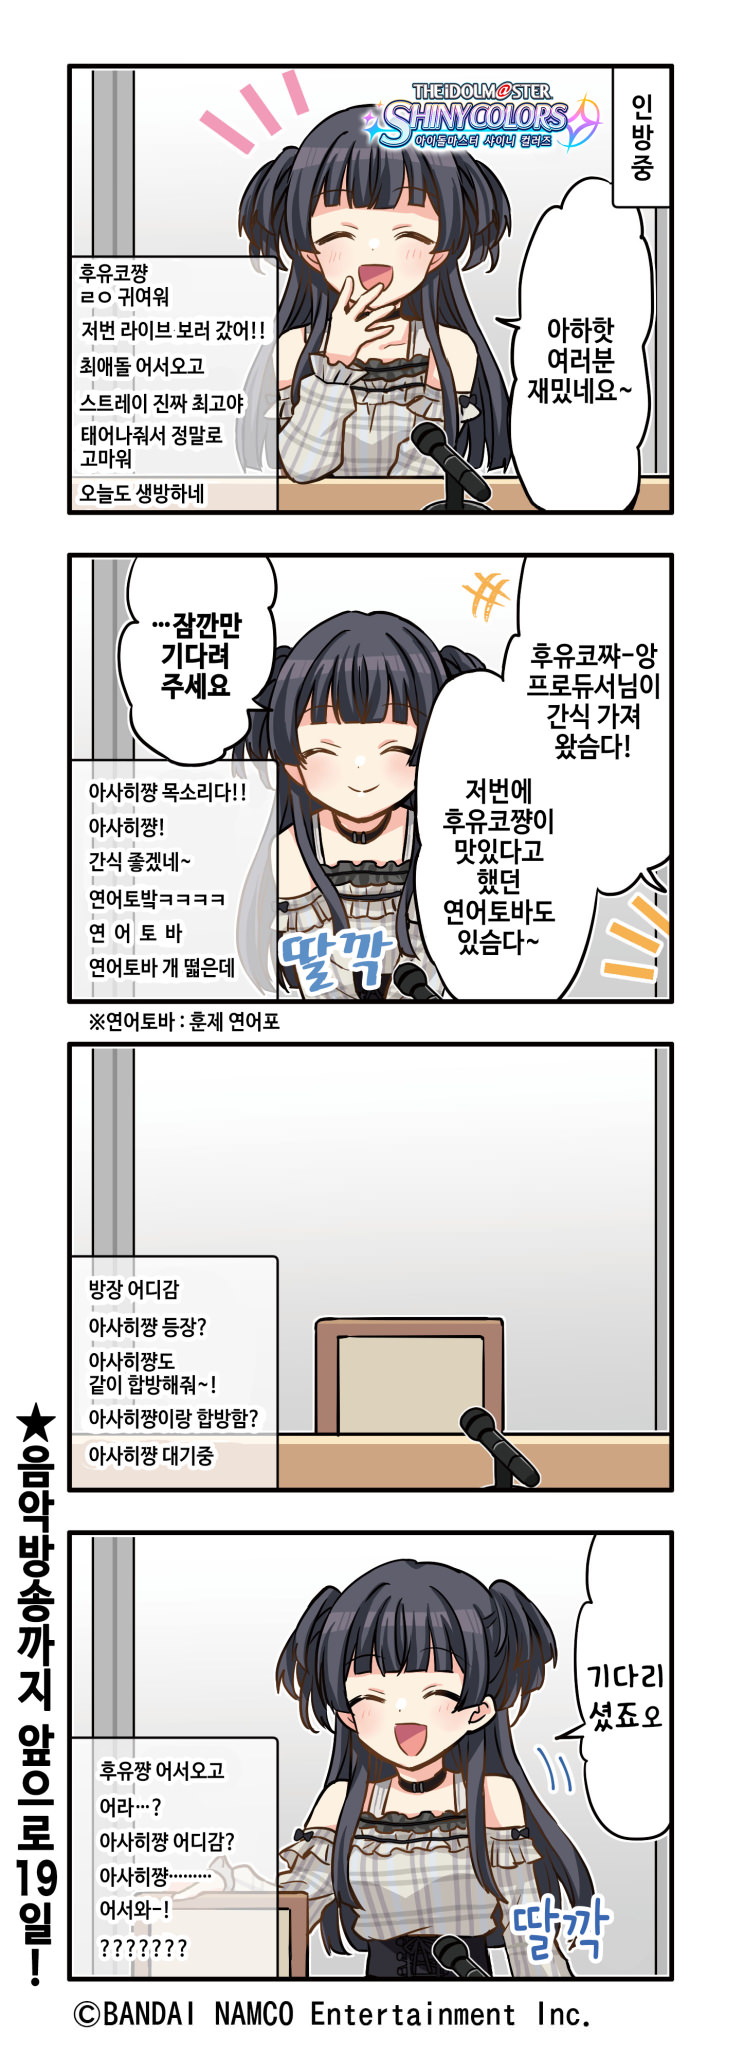 THE iDOLM@STER
SHINYCOLORS
아이돌마스터 샤이니 컬러즈
인방중
아하핫
여러분
재밌네요~
후유코쨩
ㄹㅇ 귀여워
저번 라이브 보러 갔어!!
최애돌 어서오고
스트레이 진짜 최고야
태어나줘서 정말로
고마워
오늘도 생방하네
후유코쨔-앙
프로듀서님이
간식 가져
왔슴다!
저번에
후유코쨩이
맛있다고
했던
연어토바도
있슴다~
…잠깐만
기다려
주세요
아사히쨩 목소리다!!
아사히쨩!
간식 좋겠네~
연어토밬ㅋㅋㅋㅋ
연 어 토 바
연어토바 개 떫은데
딸깍
※연어토바 : 훈제 연어포
방장 어디감
아사히쨩 등장?
아사히쨩도
같이 합방해줘~!
아사히쨩이랑 합방함?
아사히쨩 대기중
기다리
셨죠오
후유쨩 어서오고
어라…?
아사히쨩 어디감?
아사히쨩………
어서와-!
???????
딸깍
★음악방송까지 앞으로 19일!
©BANDAI NAMCO Entertainment Inc.